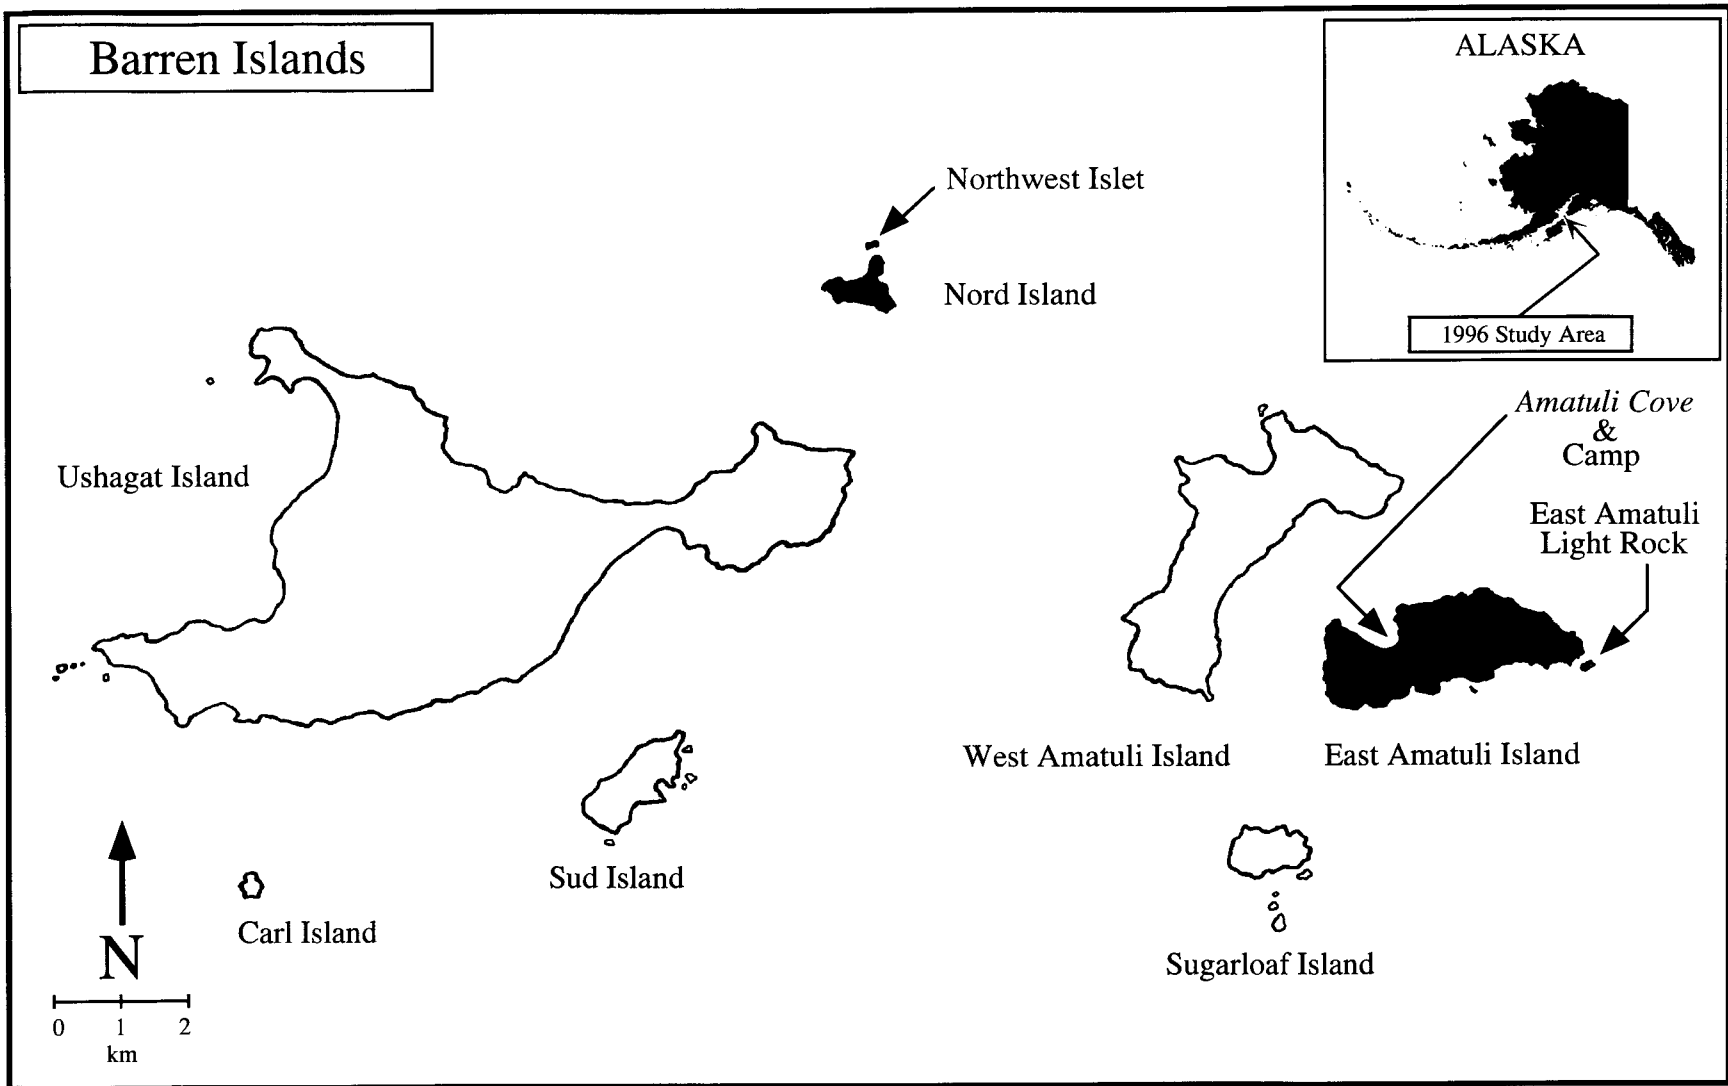 Barren Islands
ALASKA
1996 Study Area
Northwest Islet
Nord Island
Amatuli Cove
&
Camp
Ushagat Island
East Amatuli
Light Rock
West Amatuli Island
East Amatuli Island
Sud Island
Carl Island
N
Sugarloaf Island
0 1 2
km